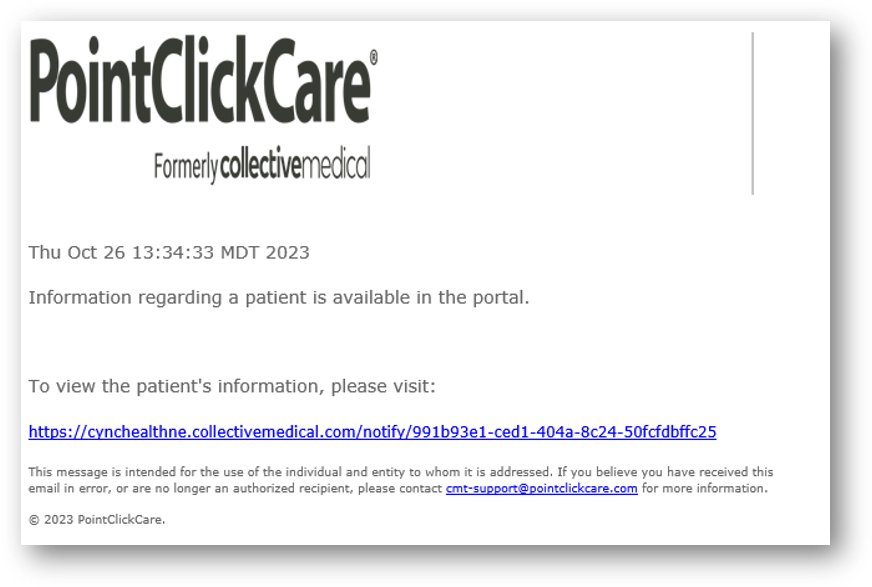 PointClickCare®
Formerly collectivemedical
Thu Oct 26 13:34:33 MDT 2023
Information regarding a patient is available in the portal.
To view the patient's information, please visit:
https://cynchealthne.collectivemedical.com/notify/991b93e1-ced1-404a-8c24-50fcfdbffc25
This message is intended for the use of the individual and entity to whom it is addressed. If you believe you have received this
email in error, or are no longer an authorized recipient, please contact cmt-support@pointclickcare.com for more information.
© 2023 PointClickCare.